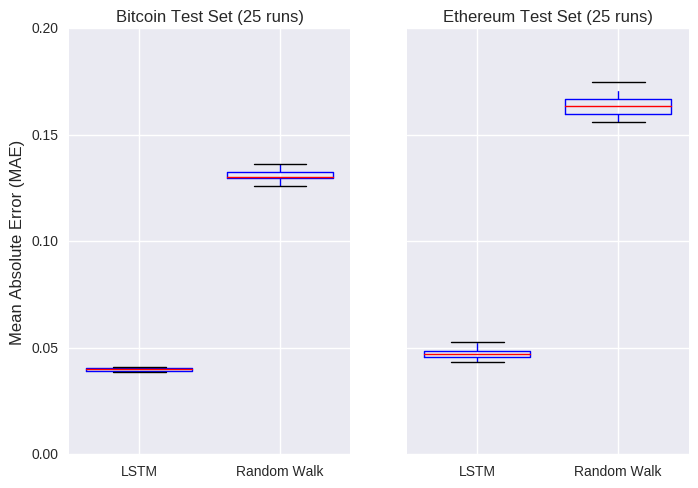 Bitcoin Test Set (25 runs)
Ethereum Test Set (25 runs)
Mean Absolute Error (MAE)
0.20
0.15
0.10
0.05
0.00
LSTM
Random Walk
LSTM
Random Walk